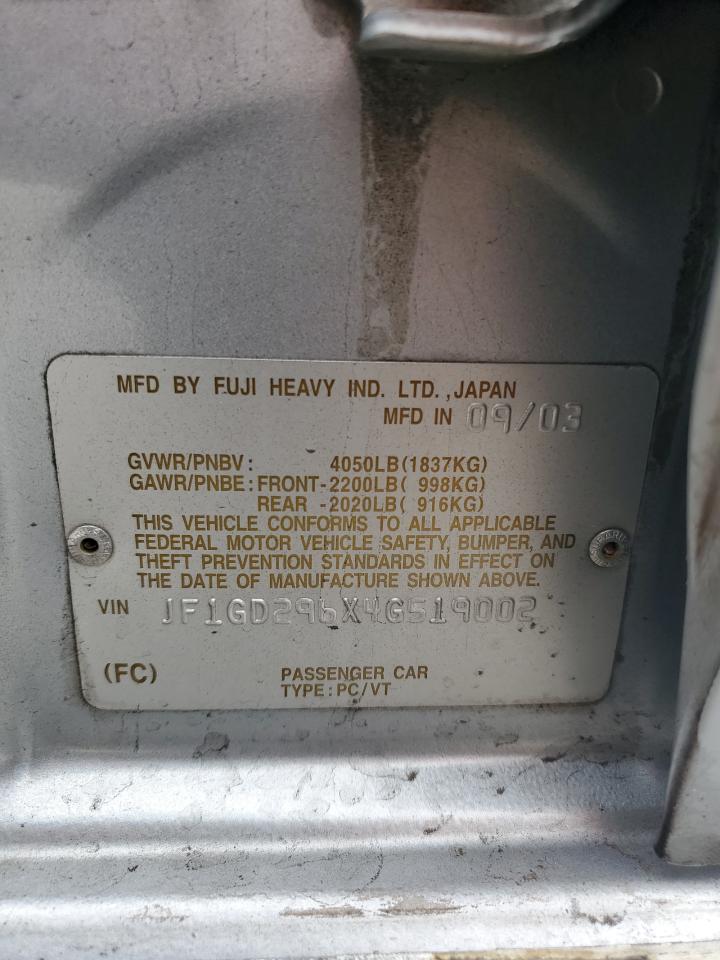 MFD BY FUJI HEAVY IND. LTD., JAPAN
MFD IN 09/03
GVWR/PNBV: 4050LB(1837KG)
GAWR/PNBE: FRONT-2200LB( 998KG)
REAR -2020LB( 916KG)
THIS VEHICLE CONFORMS TO ALL APPLICABLE
FEDERAL MOTOR VEHICLE SAFETY, BUMPER, AND
THEFT PREVENTION STANDARDS IN EFFECT ON
THE DATE OF MANUFACTURE SHOWN ABOVE.
VIN JF1GD296X4G519002
(FC) PASSENGER CAR
TYPE: PC/VT